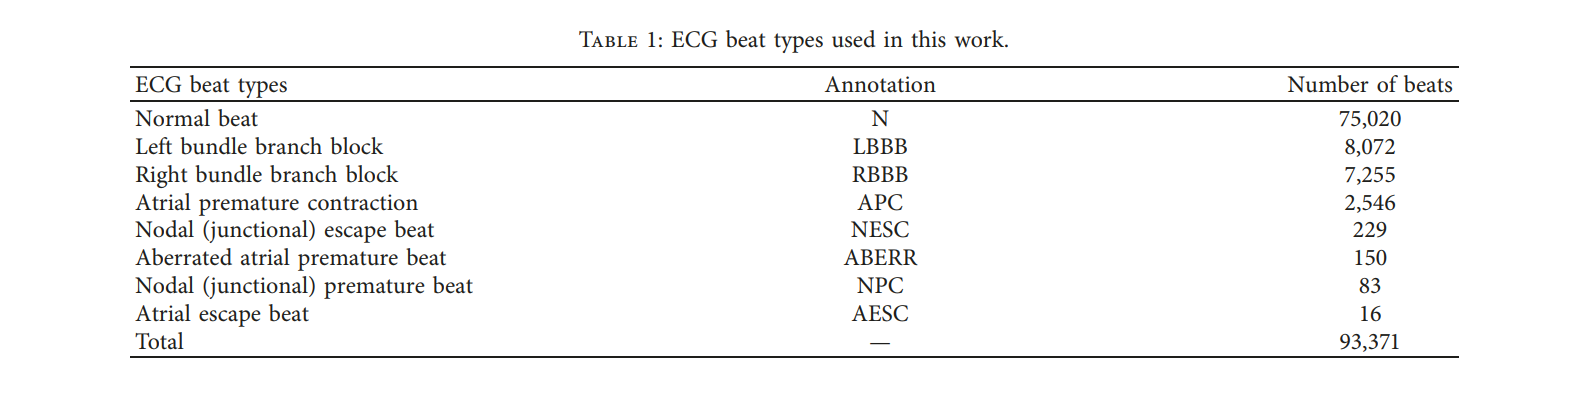 TABLE 1: ECG beat types used in this work.
ECG beat types Annotation Number of beats
Normal beat N 75,020
Left bundle branch block LBBB 8,072
Right bundle branch block RBBB 7,255
Atrial premature contraction APC 2,546
Nodal (junctional) escape beat NESC 229
Aberrated atrial premature beat ABERR 150
Nodal (junctional) premature beat NPC 83
Atrial escape beat AESC 16
Total — 93,371